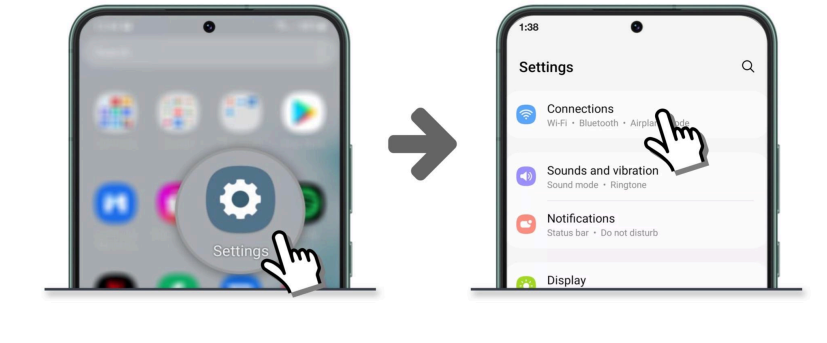 Settings
1:38
Settings
Connections
Wi-Fi • Bluetooth • Airplane mode
Sounds and vibration
Sound mode • Ringtone
Notifications
Status bar • Do not disturb
Display